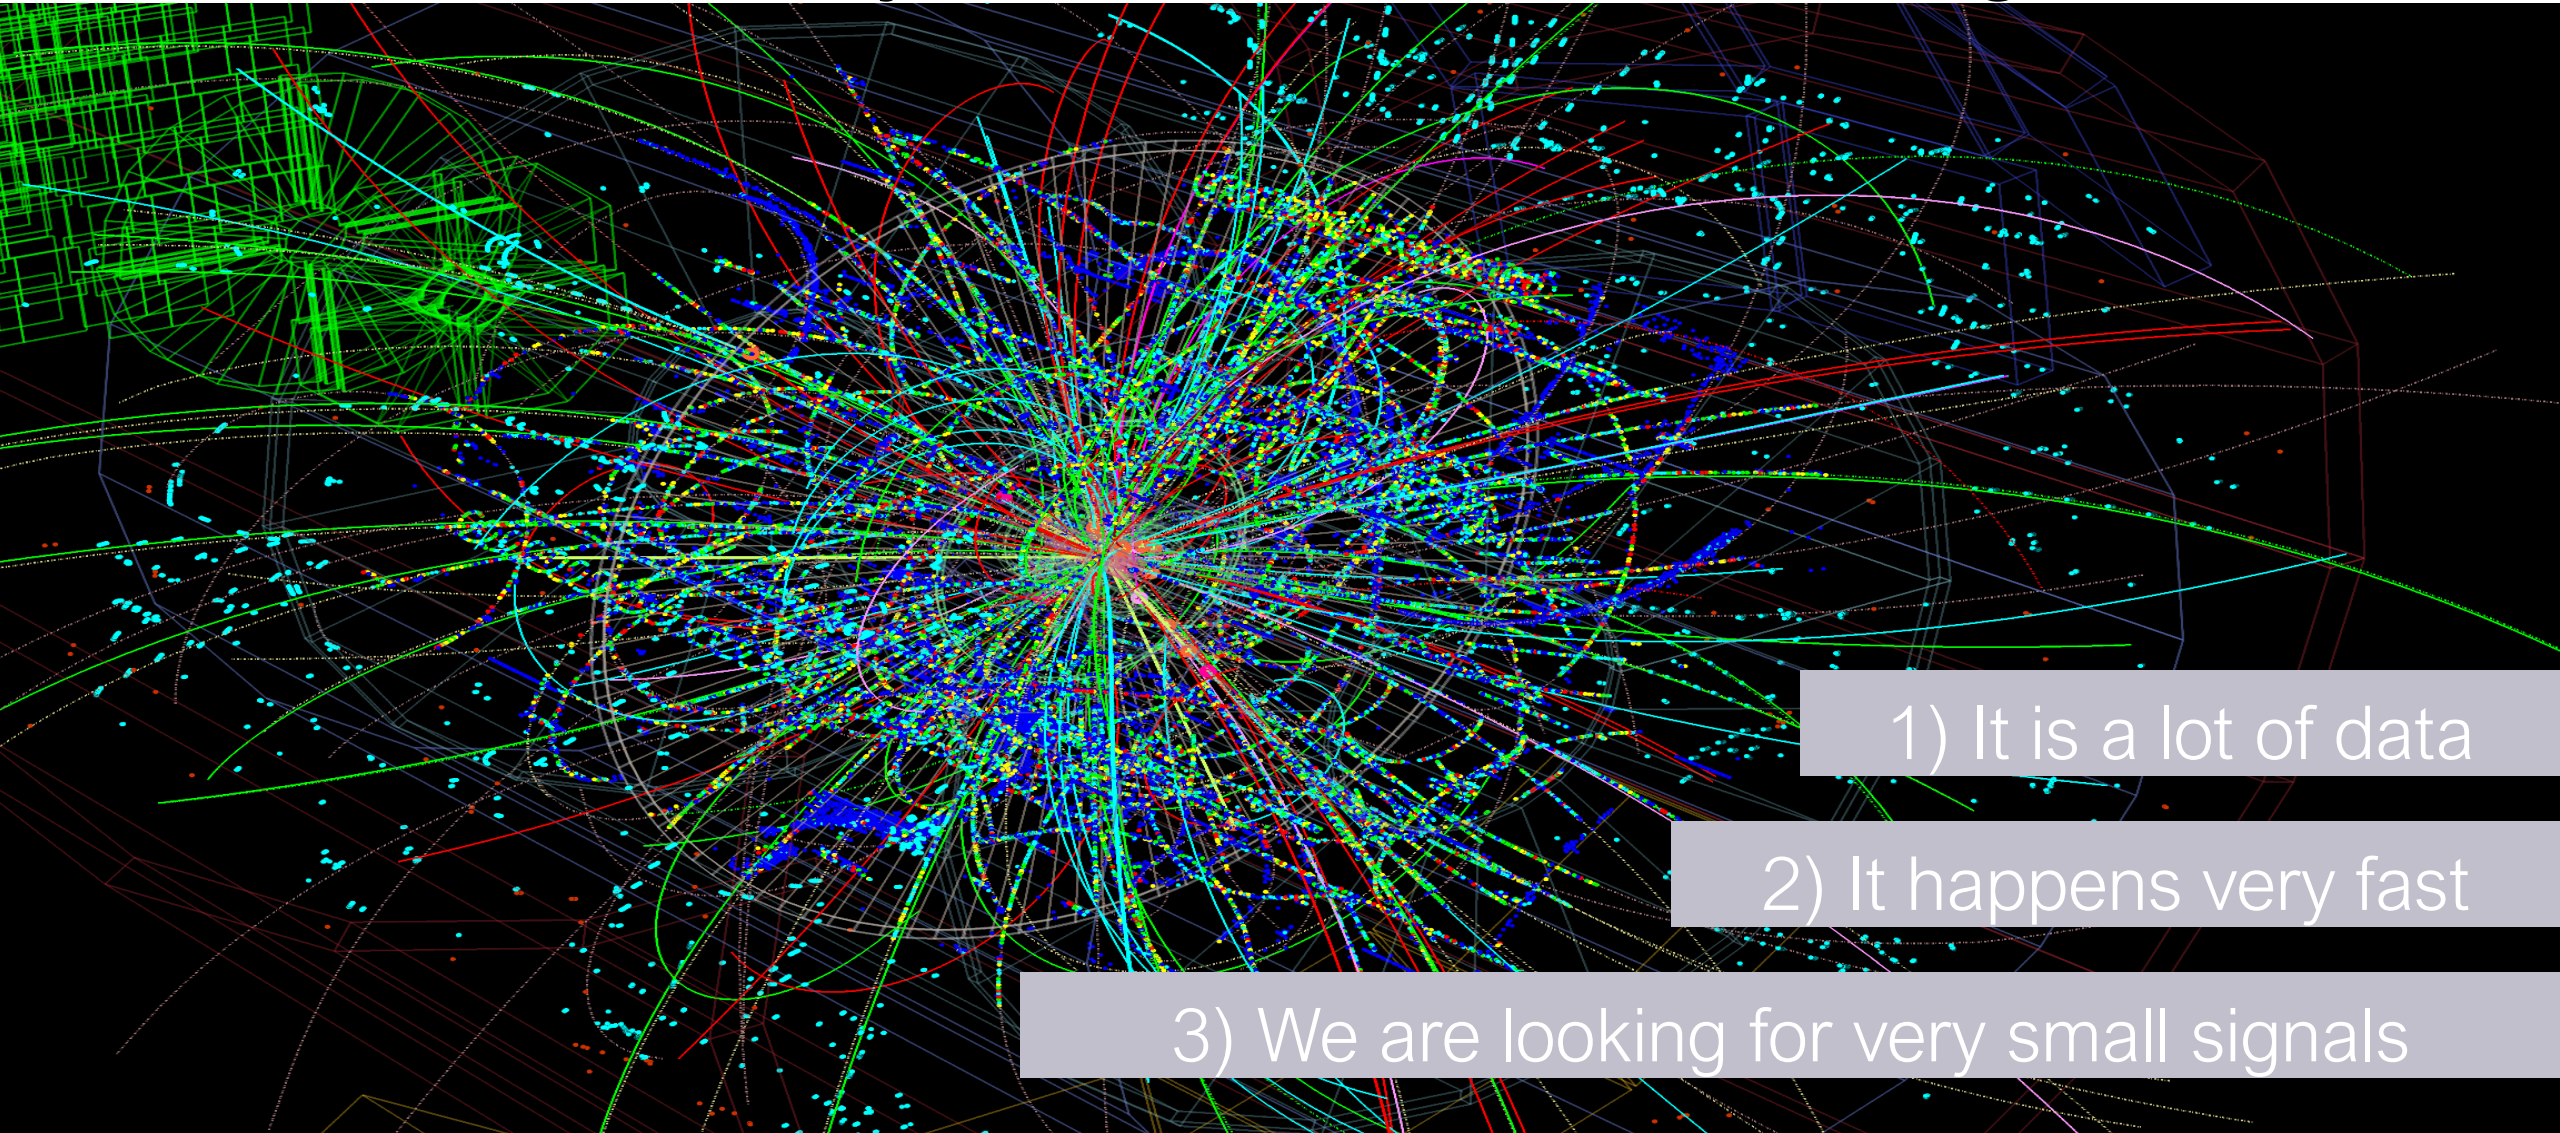 1) It is a lot of data
2) It happens very fast
3) We are looking for very small signals